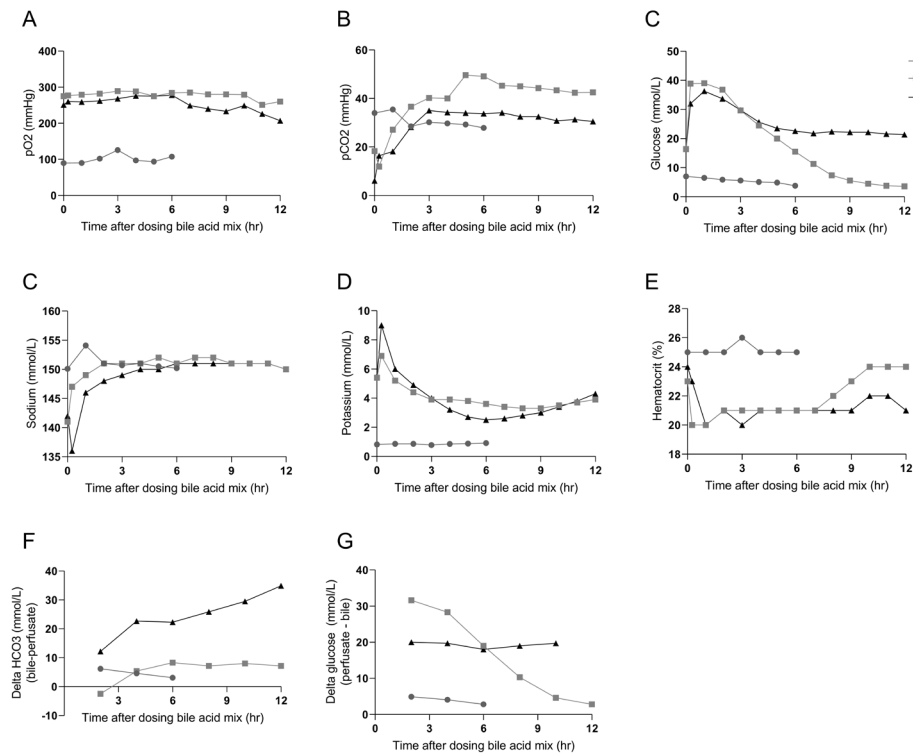 A
pO2 (mmHg)
400
300
200
100
0
0 3 6 9 12
Time after dosing bile acid mix (hr)
B
pCO2 (mmHg)
60
40
20
0
0 3 6 9 12
Time after dosing bile acid mix (hr)
C
Glucose (mmol/L)
50
40
30
20
10
0
0 3 6 9 12
Time after dosing bile acid mix (hr)
C
Sodium (mmol/L)
160
155
150
145
140
135
0 3 6 9 12
Time after dosing bile acid mix (hr)
D
Potassium (mmol/L)
10
8
6
4
2
0
0 3 6 9 12
Time after dosing bile acid mix (hr)
E
Hematocrit (%)
28
26
24
22
20
18
0 3 6 9 12
Time after dosing bile acid mix (hr)
F
Delta HCO3 (mmol/L)
(bile-perfusate)
40
30
20
10
0
-10
3 6 9 12
Time after dosing bile acid mix (hr)
G
Delta glucose (mmol/L)
(perfusate - bile)
40
30
20
10
0
0 3 6 9 12
Time after dosing bile acid mix (hr)